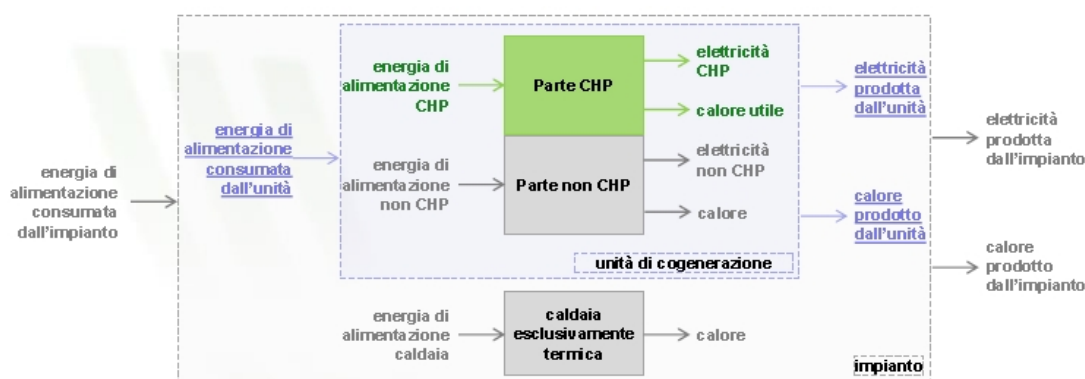 energia di
alimentazione
consumata
dall'impianto
energia di
alimentazione
consumata
dall'unità
energia di
alimentazione
CHP
Parte CHP
elettricità
CHP
calore utile
energia di
alimentazione
non CHP
Parte non CHP
elettricità
non CHP
calore
unità di cogenerazione
elettricità
prodotta
dall'unità
calore
prodotto
dall'unità
energia di
alimentazione
caldaia
caldaia
esclusivamente
termica
calore
impianto
elettricità
prodotta
dall'impianto
calore
prodotto
dall'impianto